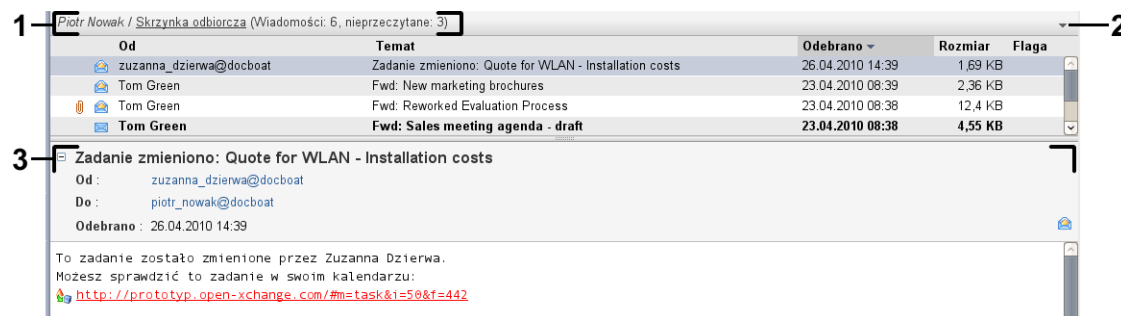 1 Piotr Nowak / Skrzynka odbiorcza (Wiadomości: 6, nieprzeczytane: 3) 2
Od Temat Odebrano Rozmiar Flaga
zuzanna_dzierwa@docboat Zadanie zmieniono: Quote for WLAN - Installation costs 26.04.2010 14:39 1,69 KB
Tom Green Fwd: New marketing brochures 23.04.2010 08:39 2,36 KB
Tom Green Fwd: Reworked Evaluation Process 23.04.2010 08:38 12,4 KB
Tom Green Fwd: Sales meeting agenda - draft 23.04.2010 08:38 4,55 KB
3 Zadanie zmieniono: Quote for WLAN - Installation costs
Od : zuzanna_dzierwa@docboat
Do : piotr_nowak@docboat
Odebrano : 26.04.2010 14:39
To zadanie zostało zmienione przez Zuzanna Dzierwa.
Możesz sprawdzić to zadanie w swoim kalendarzu:
http://prototyp.open-xchange.com/#m=task&i=50&f=442